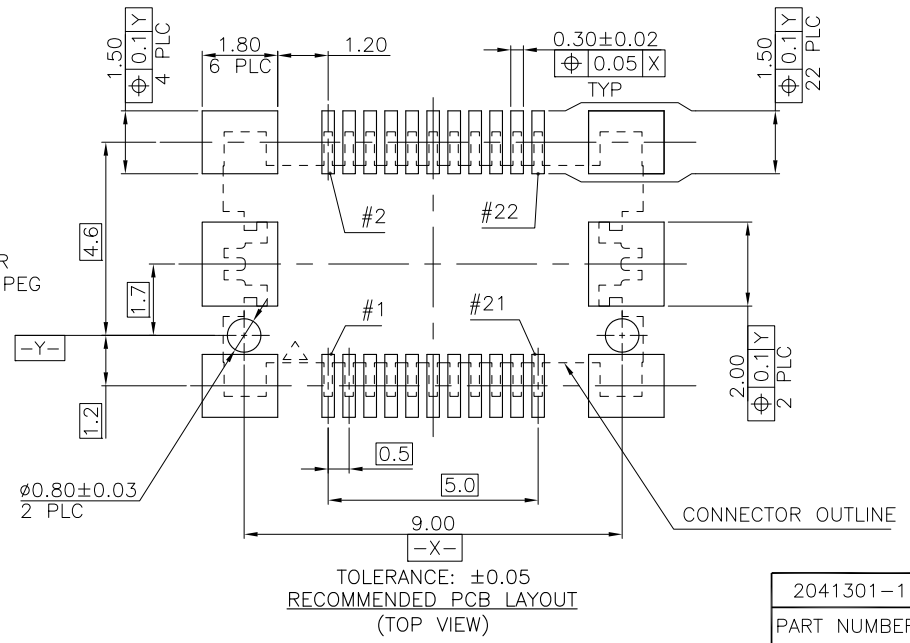 1.50
⌖ 0.1 Y
4 PLC
1.80
6 PLC
1.20
0.30±0.02
⌖ 0.05 X
TYP
1.50
⌖ 0.1 Y
22 PLC
#2
#22
4.6
R
PEG
1.7
#1
#21
-Y-
2.00
⌖ 0.1 Y
2 PLC
1.2
0.5
5.0
ø0.80±0.03
2 PLC
9.00
-X-
CONNECTOR OUTLINE
TOLERANCE: ±0.05
RECOMMENDED PCB LAYOUT
(TOP VIEW)
2041301-1
PART NUMBER